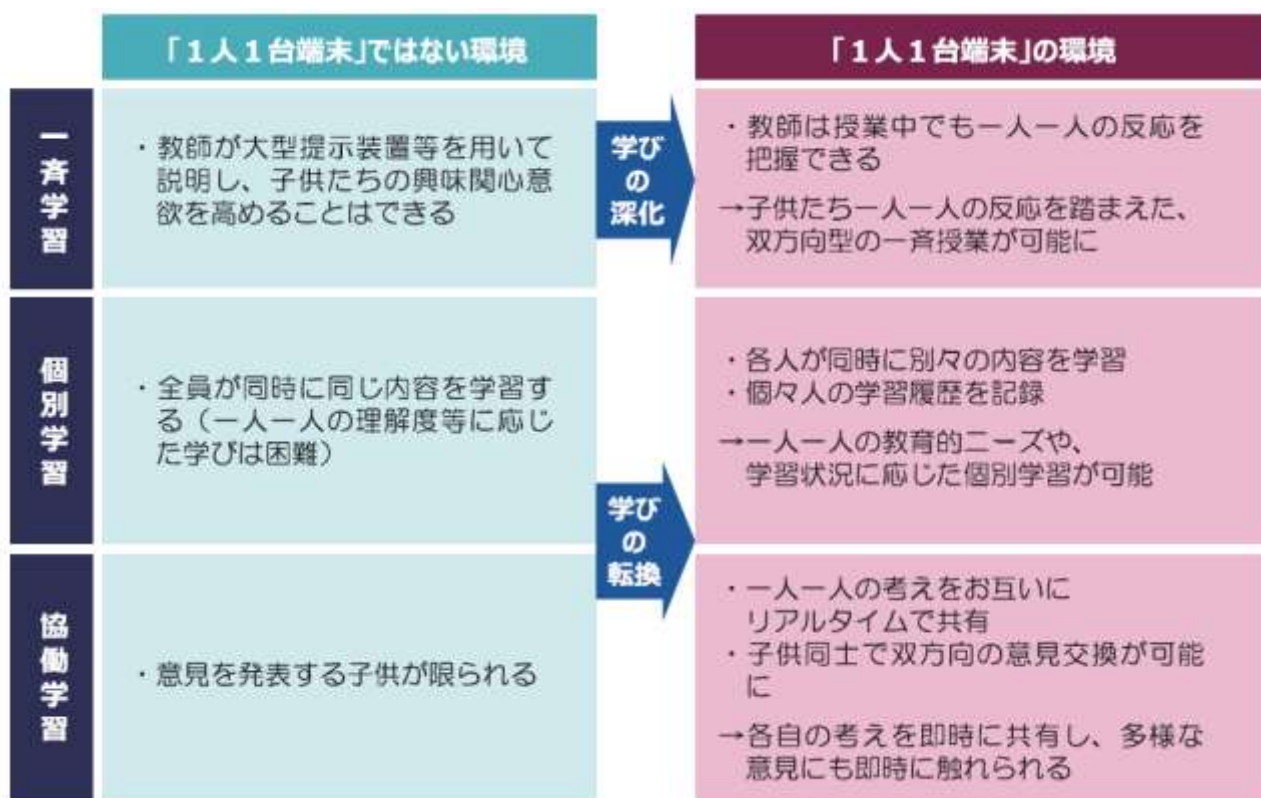 「1人1台端末」ではない環境
「1人1台端末」の環境
一斉学習
・教師が大型提示装置等を用いて
説明し、子供たちの興味関心意
欲を高めることはできる
学び
の
深化
・教師は授業中でも一人一人の反応を
把握できる
→子供たち一人一人の反応を踏まえた、
双方向型の一斉授業が可能に
個別学習
・全員が同時に同じ内容を学習す
る（一人一人の理解度等に応じ
た学びは困難）
学び
の
転換
・各人が同時に別々の内容を学習
・個々人の学習履歴を記録
→一人一人の教育的ニーズや、
学習状況に応じた個別学習が可能
協働学習
・意見を発表する子供が限られる
・一人一人の考えをお互いに
リアルタイムで共有
・子供同士で双方向の意見交換が可能
に
→各自の考えを即時に共有し、多様な
意見にも即時に触れられる